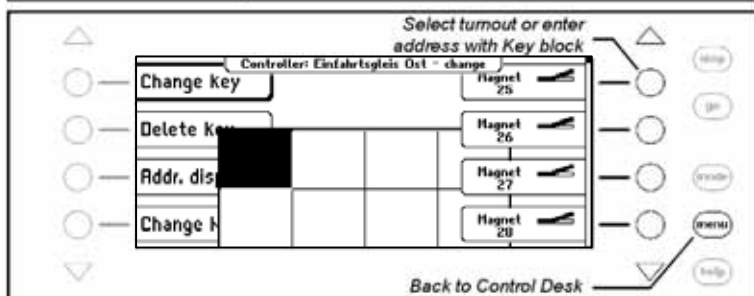 Select turnout or enter
address with Key block
stop
Controller: Einfahrtsgleis Ost - change
Change key
Magnet
25
go
Delete key
Magnet
26
Addr. disp
Magnet
27
mode
Change k
Magnet
28
menu
Back to Control Desk
help